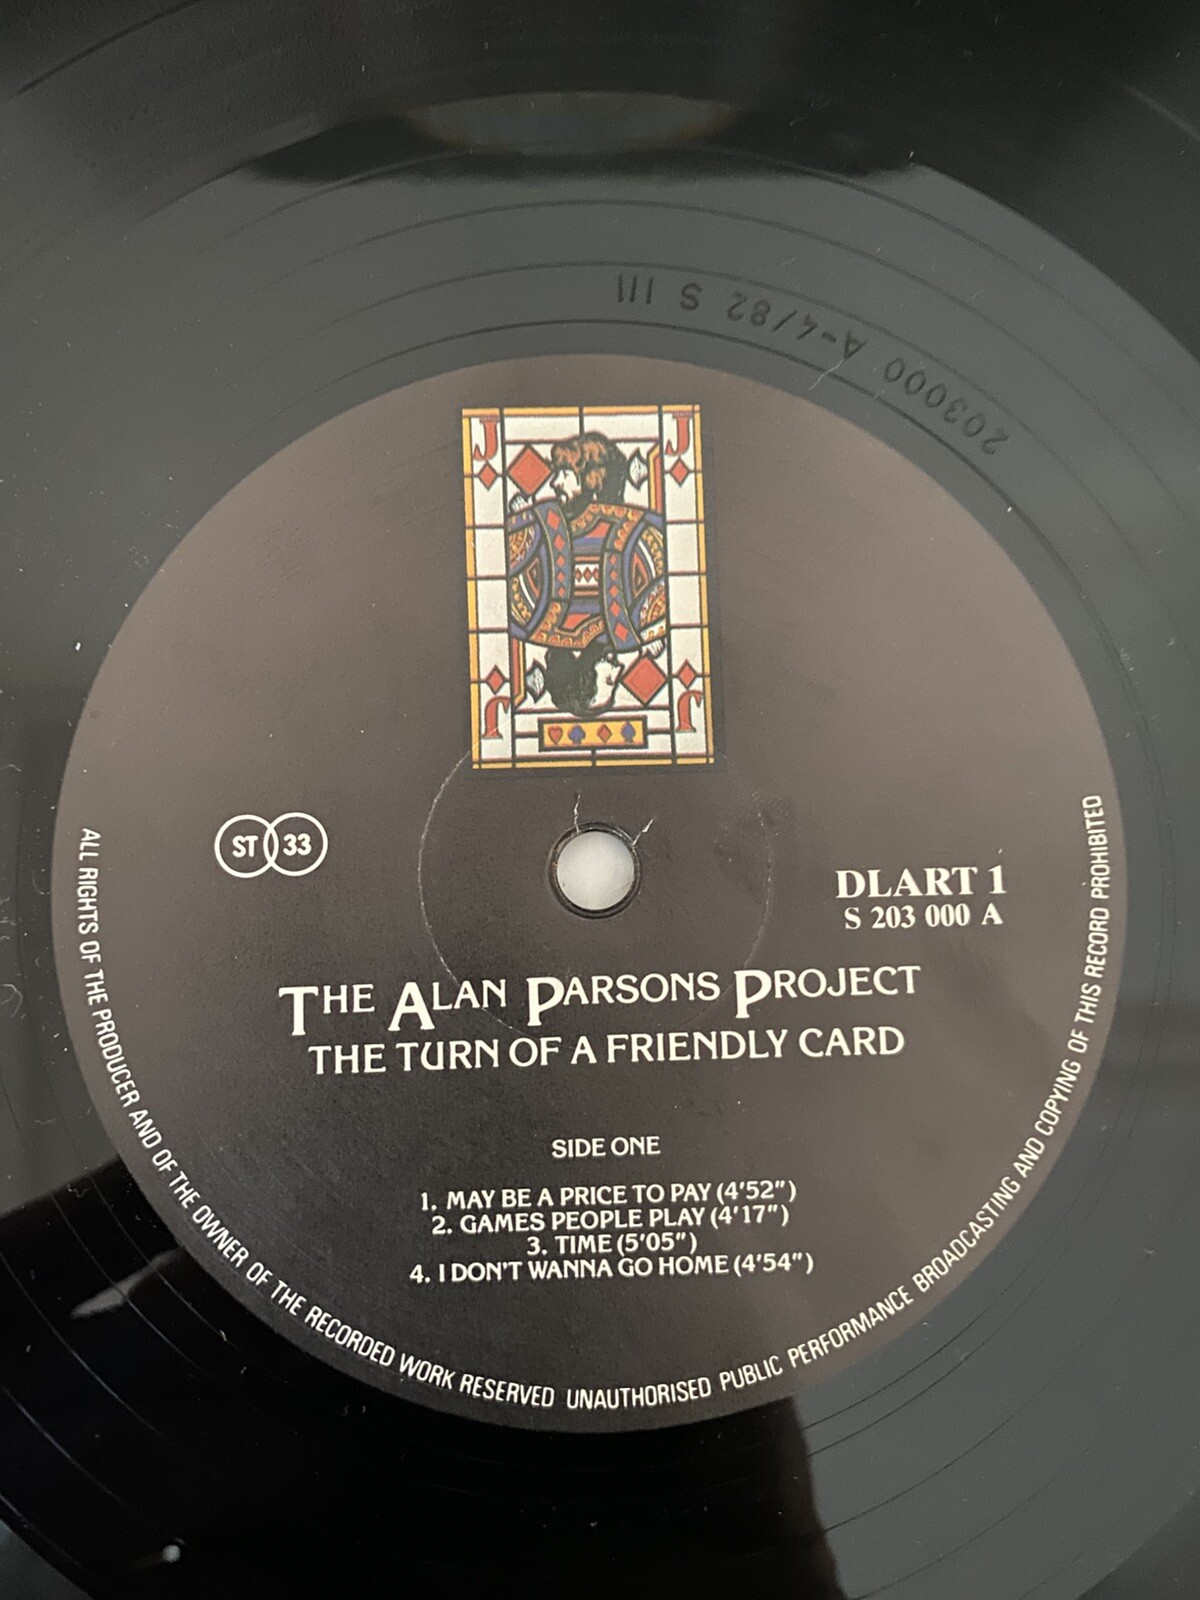 203000 A-4/82 S III
J J
J J
ST 33
DLART 1
S 203 000 A
THE ALAN PARSONS PROJECT
THE TURN OF A FRIENDLY CARD
SIDE ONE
1. MAY BE A PRICE TO PAY (4'52")
2. GAMES PEOPLE PLAY (4'17")
3. TIME (5'05")
4. I DON'T WANNA GO HOME (4'54")
ALL RIGHTS OF THE PRODUCER AND OF THE OWNER OF THE RECORDED WORK RESERVED UNAUTHORISED PUBLIC PERFORMANCE BROADCASTING AND COPYING OF THIS RECORD PROHIBITED